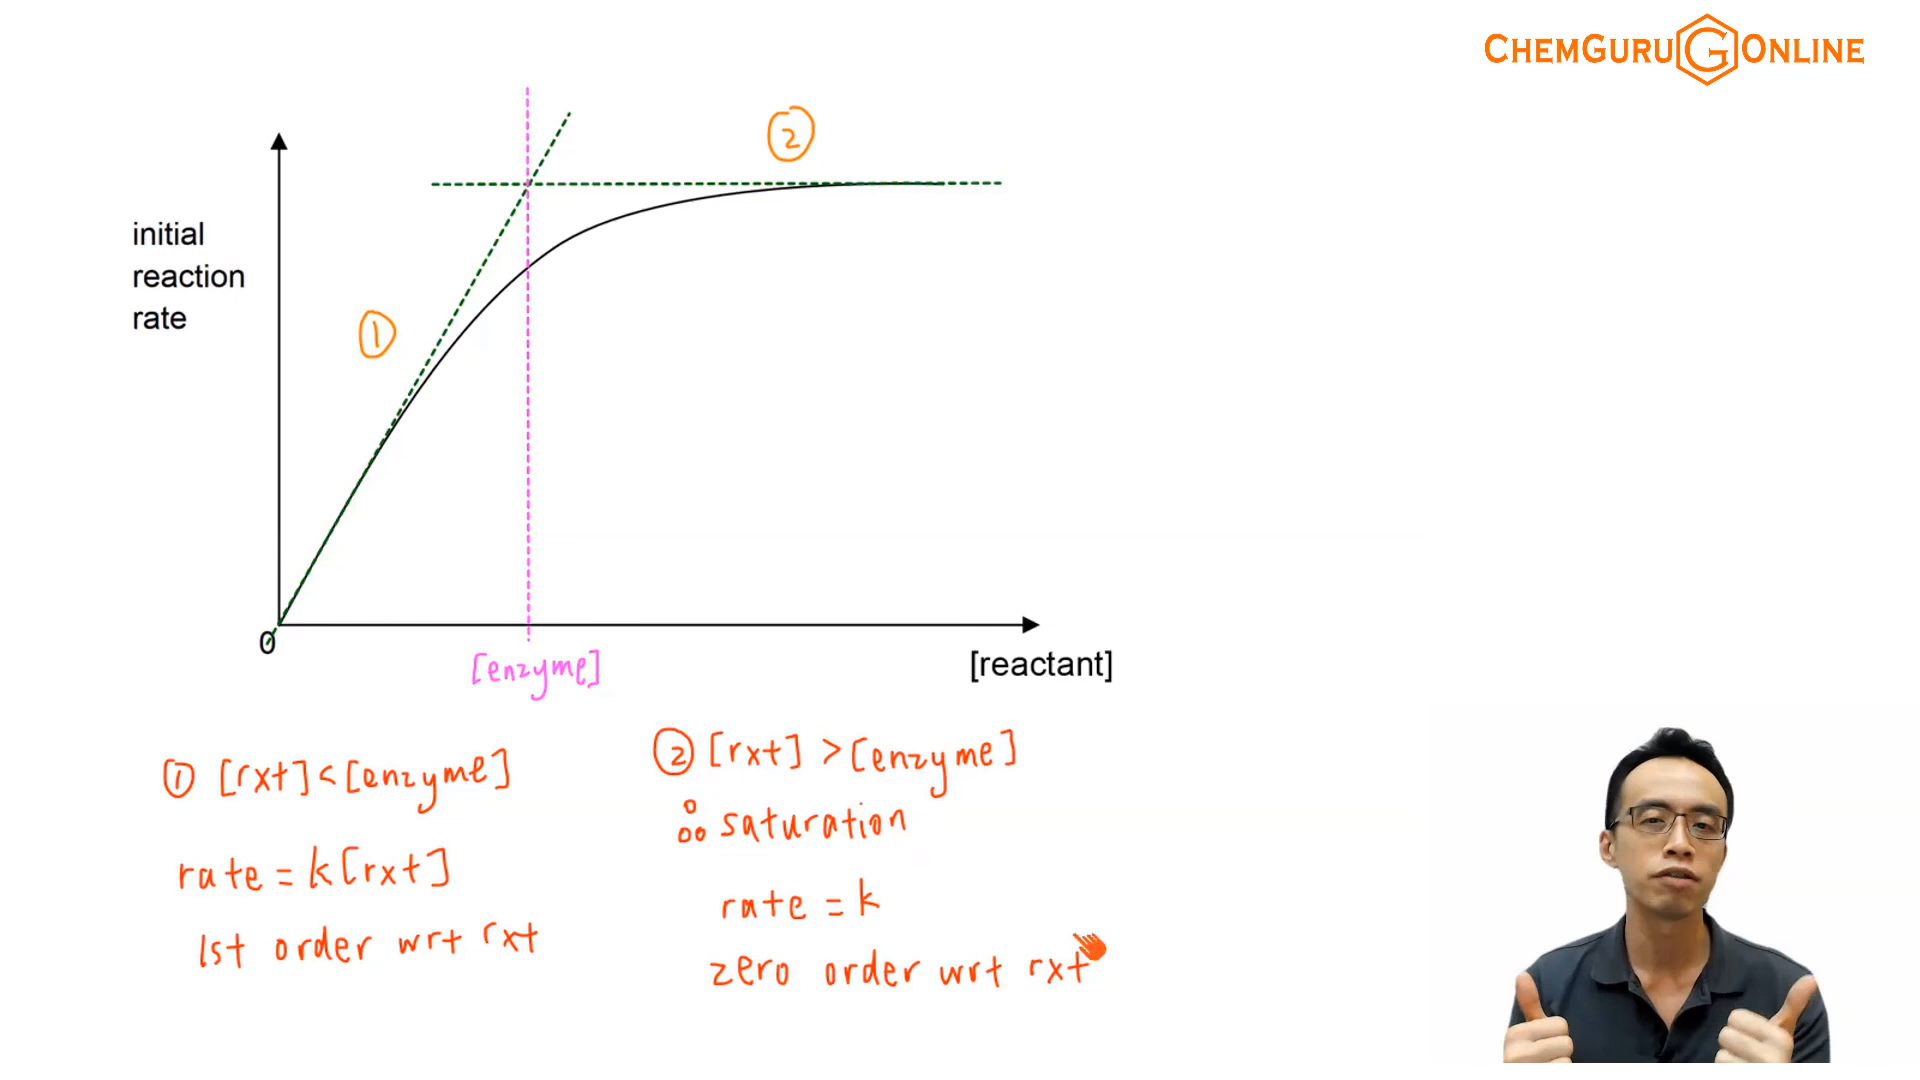 CHEMGURU G ONLINE
②
initial
reaction
rate
①
0
[enzyme]
[reactant]
① [rxt] < [enzyme]
rate = k[rxt]
1st order wrt rxt
② [rxt] > [enzyme]
∴ saturation
rate = k
zero order wrt rxt